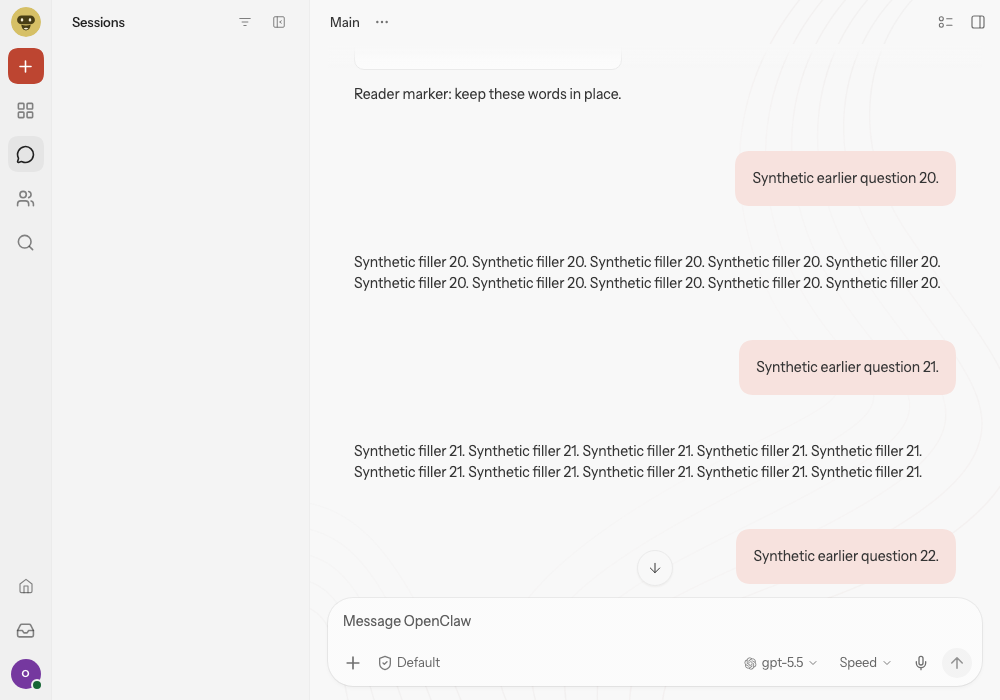 Sessions
Main
Reader marker: keep these words in place.
Synthetic earlier question 20.
Synthetic filler 20. Synthetic filler 20. Synthetic filler 20. Synthetic filler 20. Synthetic filler 20.
Synthetic filler 20. Synthetic filler 20. Synthetic filler 20. Synthetic filler 20. Synthetic filler 20.
Synthetic earlier question 21.
Synthetic filler 21. Synthetic filler 21. Synthetic filler 21. Synthetic filler 21. Synthetic filler 21.
Synthetic filler 21. Synthetic filler 21. Synthetic filler 21. Synthetic filler 21. Synthetic filler 21.
Synthetic earlier question 22.
Message OpenClaw
Default
gpt-5.5
Speed
O